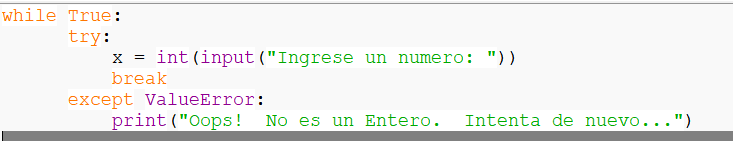 while True:
      try:
          x = int(input("Ingrese un numero: "))
          break
      except ValueError:
          print("Oops!  No es un Entero.  Intenta de nuevo...")